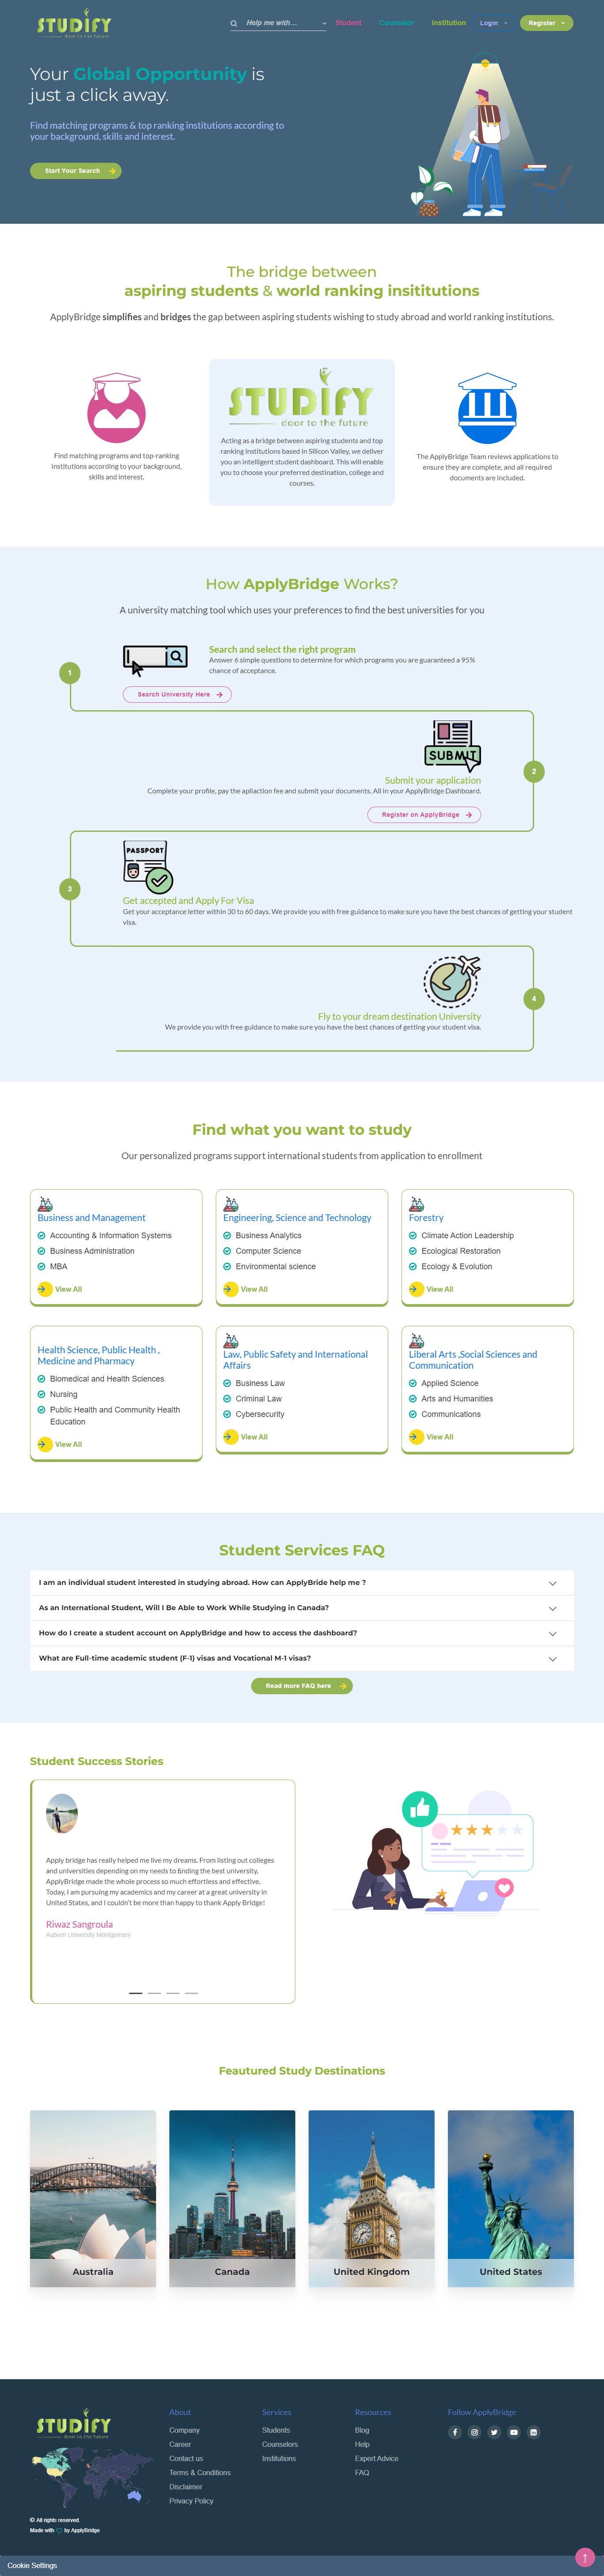 STUDIFY
door to the future
Help me with...
Student
Counselor
Institution
Login
Register
Your Global Opportunity is
just a click away.
Find matching programs & top ranking institutions according to
your background, skills and interest.
Start Your Search
The bridge between
aspiring students & world ranking insititutions
ApplyBridge simplifies and bridges the gap between aspiring students wishing to study abroad and world ranking institutions.
Find matching programs and top-ranking
institutions according to your background,
skills and interest.
STUDIFY
door to the future
Acting as a bridge between aspiring students and top
ranking institutions based in Silicon Valley, we deliver
you an intelligent student dashboard. This will enable
you to choose your preferred destination, college and
courses.
The ApplyBridge Team reviews applications to
ensure they are complete, and all required
documents are included.
How ApplyBridge Works?
A university matching tool which uses your preferences to find the best universities for you
1
Search and select the right program
Answer 6 simple questions to determine for which programs you are guaranteed a 95%
chance of acceptance.
Search University Here
SUBMIT
2
Submit your application
Complete your profile, pay the apliaction fee and submit your documents. All in your ApplyBridge Dashboard.
Register on ApplyBridge
PASSPORT
3
Get accepted and Apply For Visa
Get your acceptance letter within 30 to 60 days. We provide you with free guidance to make sure you have the best chances of getting your student
visa.
4
Fly to your dream destination University
We provide you with free guidance to make sure you have the best chances of getting your student visa.
Find what you want to study
Our personalized programs support international students from application to enrollment
Business and Management
Accounting & Information Systems
Business Administration
MBA
View All
Engineering, Science and Technology
Business Analytics
Computer Science
Environmental science
View All
Forestry
Climate Action Leadership
Ecological Restoration
Ecology & Evolution
View All
Health Science, Public Health ,
Medicine and Pharmacy
Biomedical and Health Sciences
Nursing
Public Health and Community Health
Education
View All
Law, Public Safety and International
Affairs
Business Law
Criminal Law
Cybersecurity
View All
Liberal Arts ,Social Sciences and
Communication
Applied Science
Arts and Humanities
Communications
View All
Student Services FAQ
I am an individual student interested in studying abroad. How can ApplyBride help me ?
As an International Student, Will I Be Able to Work While Studying in Canada?
How do I create a student account on ApplyBridge and how to access the dashboard?
What are Full-time academic student (F-1) visas and Vocational M-1 visas?
Read more FAQ here
Student Success Stories
Apply bridge has really helped me live my dreams. From listing out colleges
and universities depending on my needs to finding the best university,
ApplyBridge made the whole process so much effortless and effective.
Today, I am pursuing my academics and my career at a great university in
United States, and I couldn't be more than happy to thank Apply Bridge!
Riwaz Sangroula
Auburn University Montgomery
Feautured Study Destinations
Australia
Canada
United Kingdom
United States
STUDIFY
door to the future
© All rights reserved.
Made with by ApplyBridge
About
Company
Career
Contact us
Terms & Conditions
Disclaimer
Privacy Policy
Services
Students
Counselors
Institutions
Resources
Blog
Help
Expert Advice
FAQ
Follow ApplyBridge
Cookie Settings